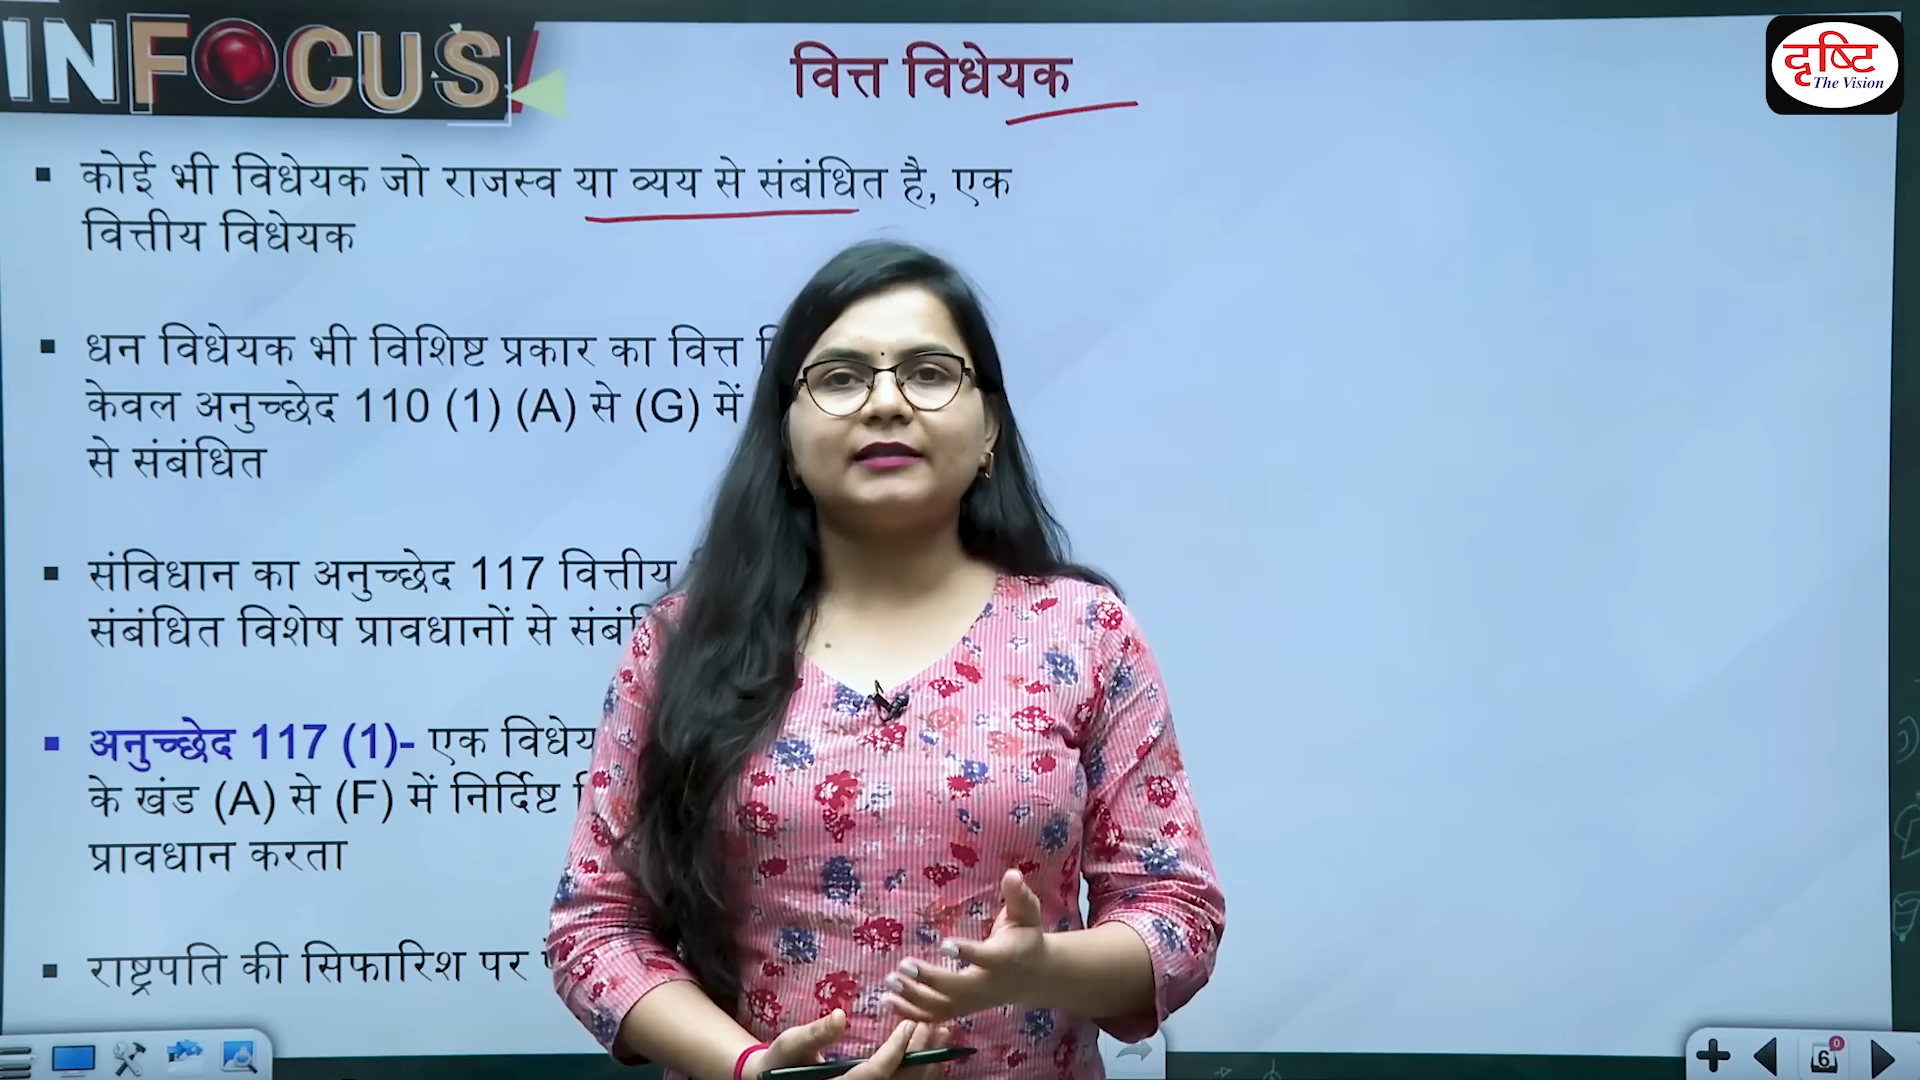 INFOCUS
वित्त विधेयक
दृष्टि
The Vision
▪ कोई भी विधेयक जो राजस्व या व्यय से संबंधित है, एक
वित्तीय विधेयक
▪ धन विधेयक भी विशिष्ट प्रकार का वित्त
केवल अनुच्छेद 110 (1) (A) से (G) में
से संबंधित
▪ संविधान का अनुच्छेद 117 वित्तीय
संबंधित विशेष प्रावधानों से
▪ अनुच्छेद 117 (1)- एक
के खंड (A) से (F) में निर्दिष्ट
प्रावधान करता
▪ राष्ट्रपति की सिफारिश पर
6
0